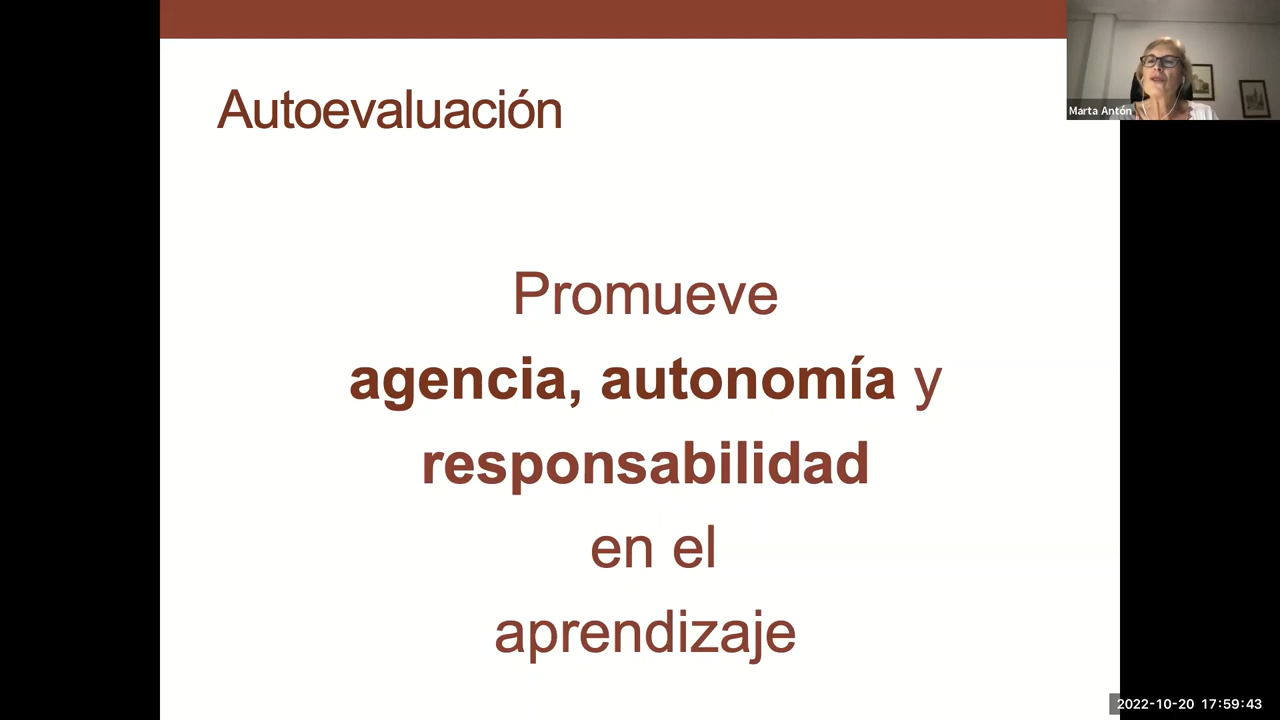 Autoevaluación
Marta Antón
Promueve
agencia, autonomía y
responsabilidad
en el
aprendizaje
2022-10-20 17:59:43